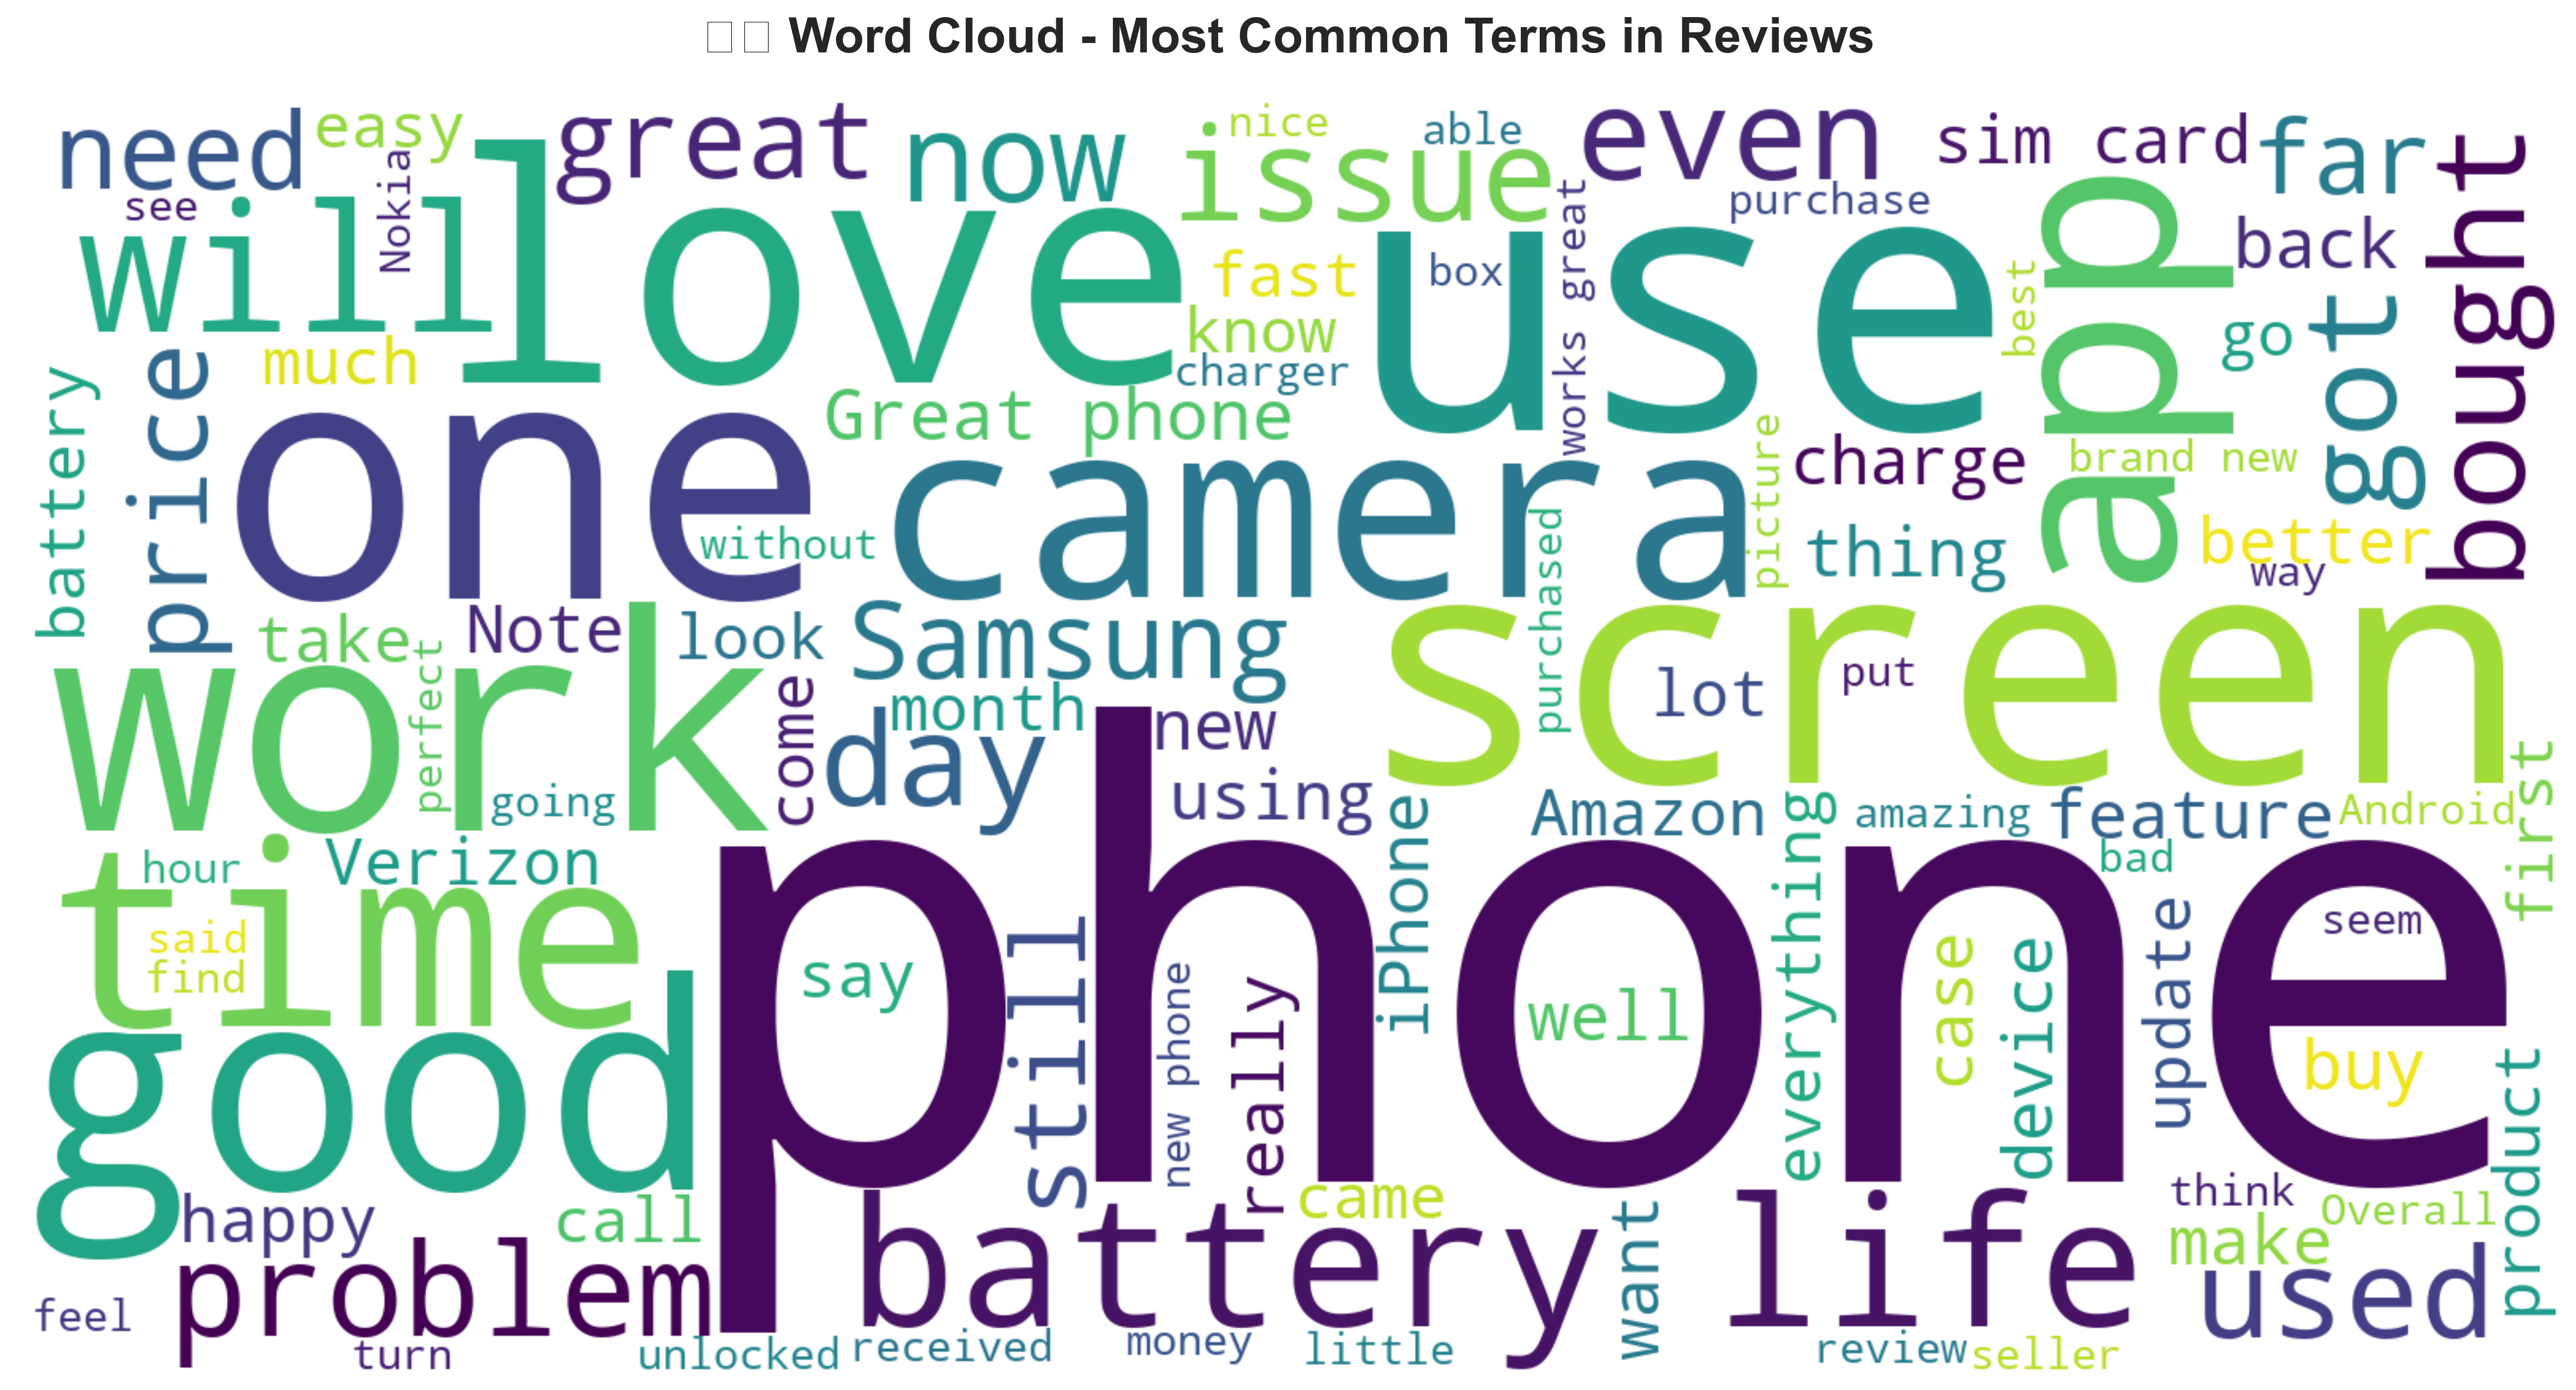 Word Cloud - Most Common Terms in Reviews
need
easy
great
now
nice
issue
able
even
sim card
far
bought
see
Nokia
will
love
use
purchase
works great
app
back
fast
box
know
best
go
got
charger
much
price
battery
one
Great phone
camera
picture
charge
brand new
without
thing
better
way
purchased
take
Note
look
Samsung
screen
work
perfect
come
month
day
new
lot
put
going
using
iPhone
Amazon
everything
amazing
feature
Android
first
hour
Verizon
time
phone
bad
said
find
say
still
new phone
really
well
case
device
update
seem
buy
good
product
happy
call
came
think
Overall
make
problem
battery life
want
used
feel
turn
unlocked
received
money
little
review
seller